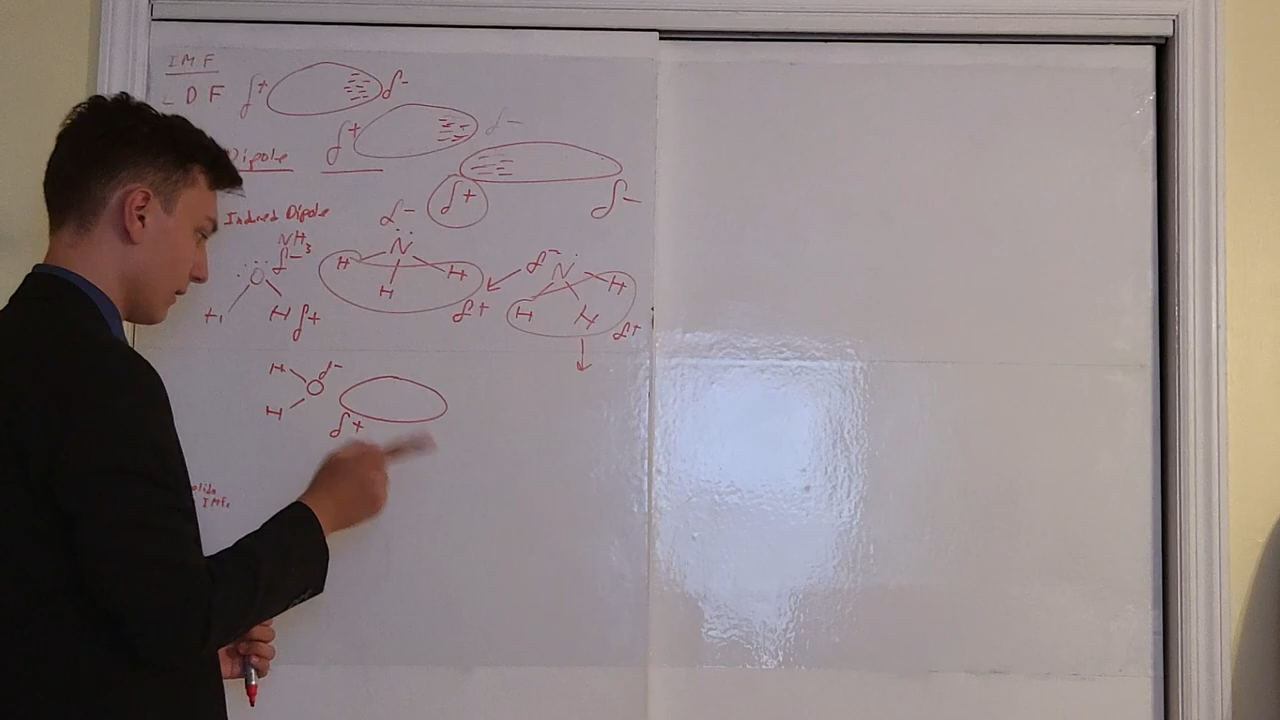 IMF
- DF δ+ δ-
δ+ δ-
Dipole
δ+ δ-
Induced Dipole δ-
NH3
O δ- H N H H δ+ δ- N H H H δ+
H H δ+
H O δ- H
δ+
IMFs